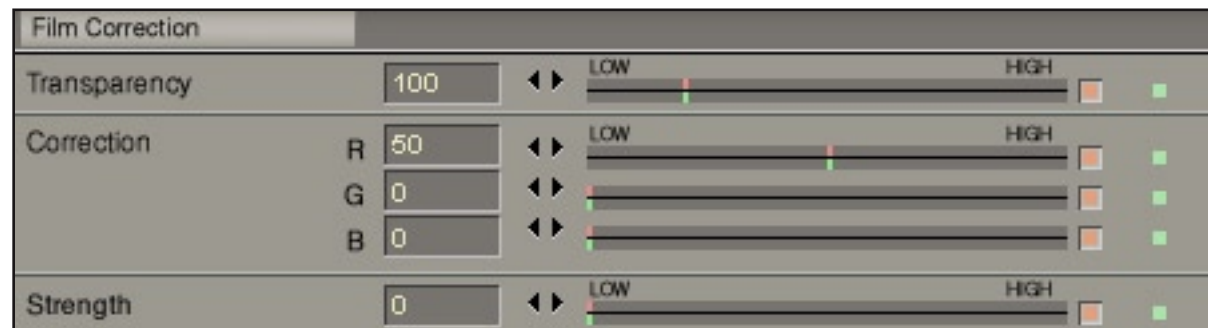 Film Correction
Transparency 100 LOW HIGH
Correction R 50 LOW HIGH
G 0
B 0
Strength 0 LOW HIGH